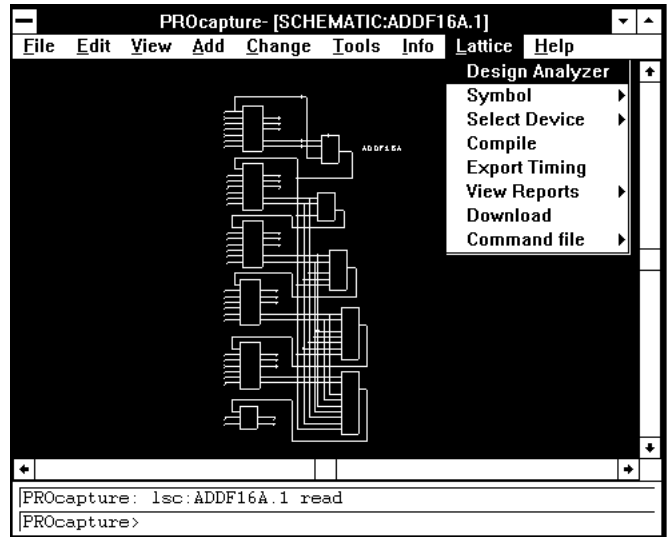 PROcapture- [SCHEMATIC:ADDF16A.1]
File Edit View Add Change Tools Info Lattice Help
Design Analyzer
Symbol
Select Device
Compile
Export Timing
View Reports
Download
Command file
ADDF16A
PROcapture: lsc:ADDF16A.1 read
PROcapture>